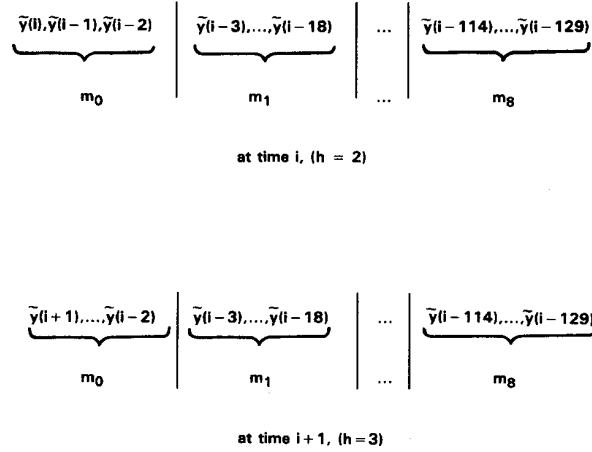 ỹ(i),ỹ(i−1),ỹ(i−2) ỹ(i−3),...,ỹ(i−18) ... ỹ(i−114),...,ỹ(i−129)
m₀ m₁ ... m₈
at time i, (h = 2)
ỹ(i+1),...,ỹ(i−2) ỹ(i−3),...,ỹ(i−18) ... ỹ(i−114),...,ỹ(i−129)
m₀ m₁ ... m₈
at time i+1, (h=3)